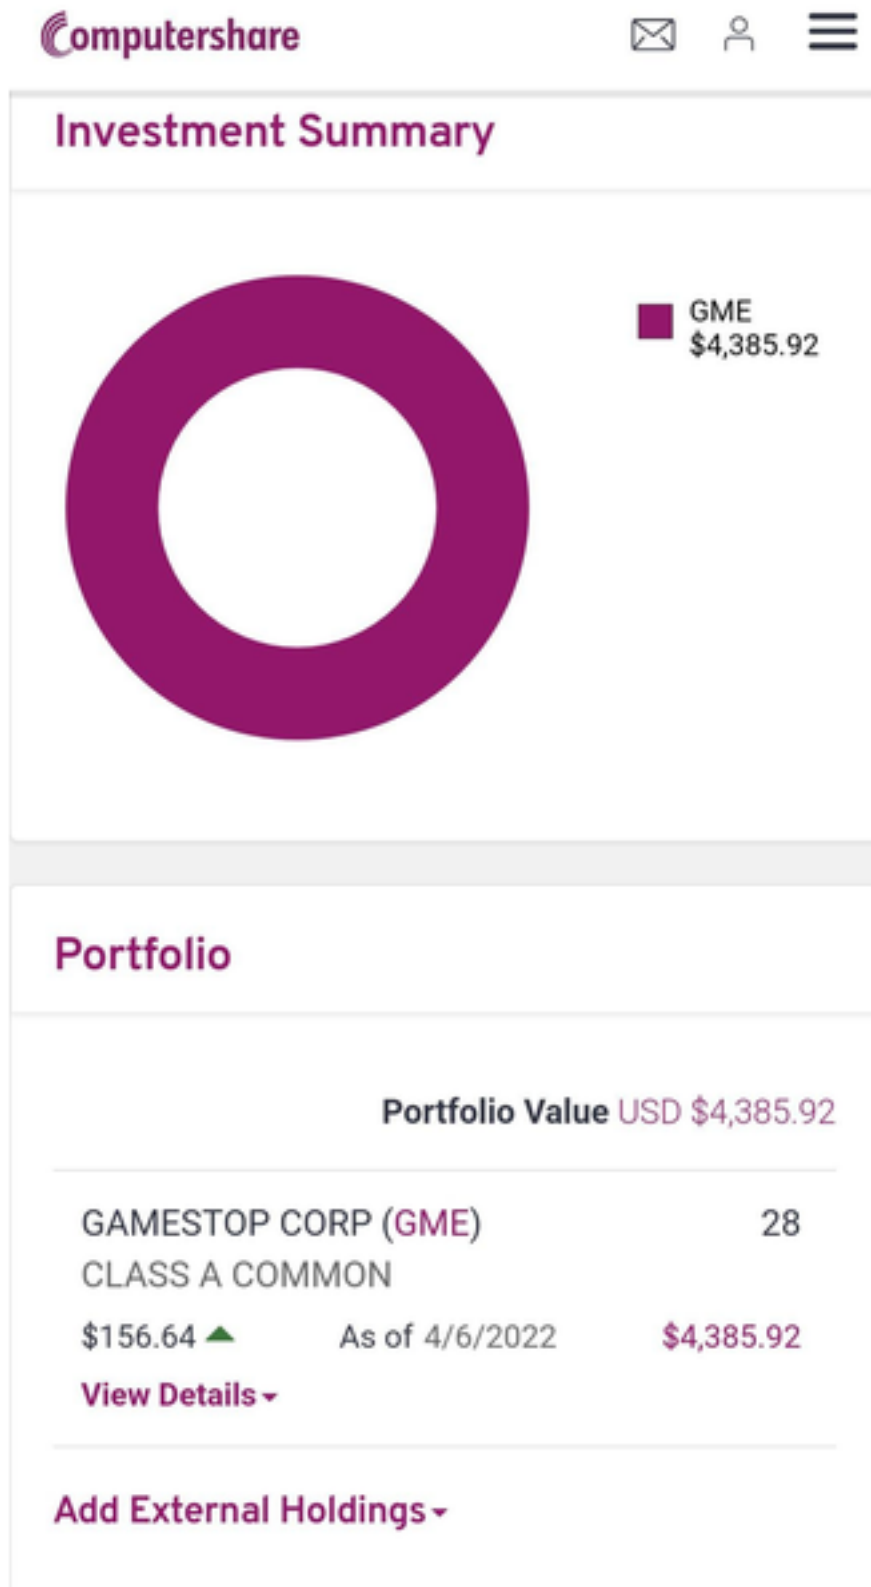 Computershare
Investment Summary
GME
$4,385.92
Portfolio
Portfolio Value USD $4,385.92
GAMESTOP CORP (GME) 28
CLASS A COMMON
$156.64 As of 4/6/2022 $4,385.92
View Details
Add External Holdings